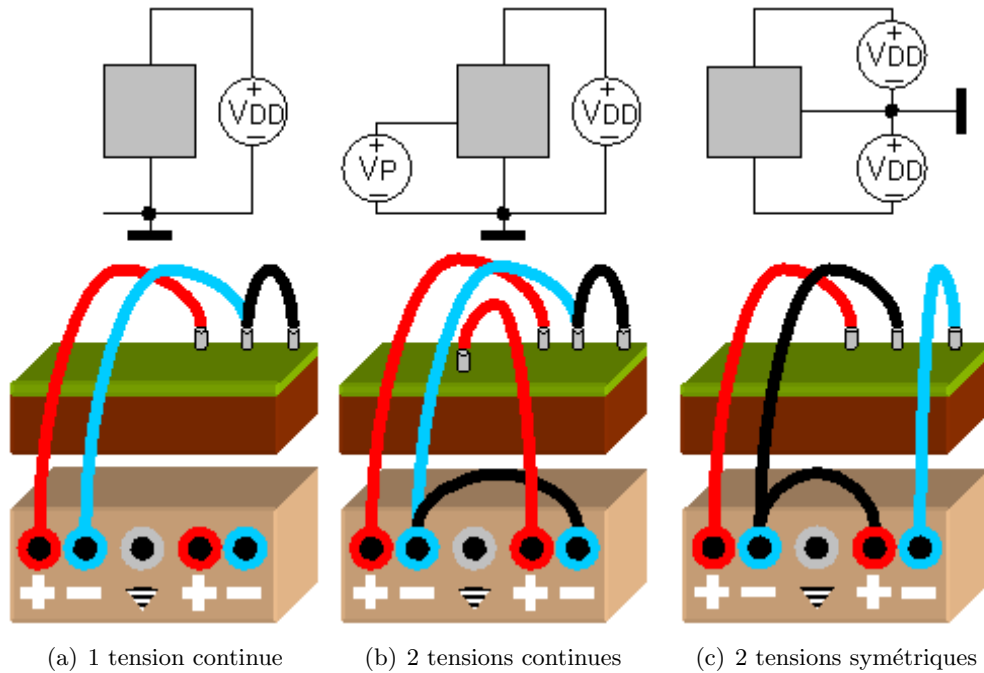 VDD
VDD
VP
VDD
VDD
+ − + −
+ − + −
+ − + −
(a) 1 tension continue
(b) 2 tensions continues
(c) 2 tensions symétriques